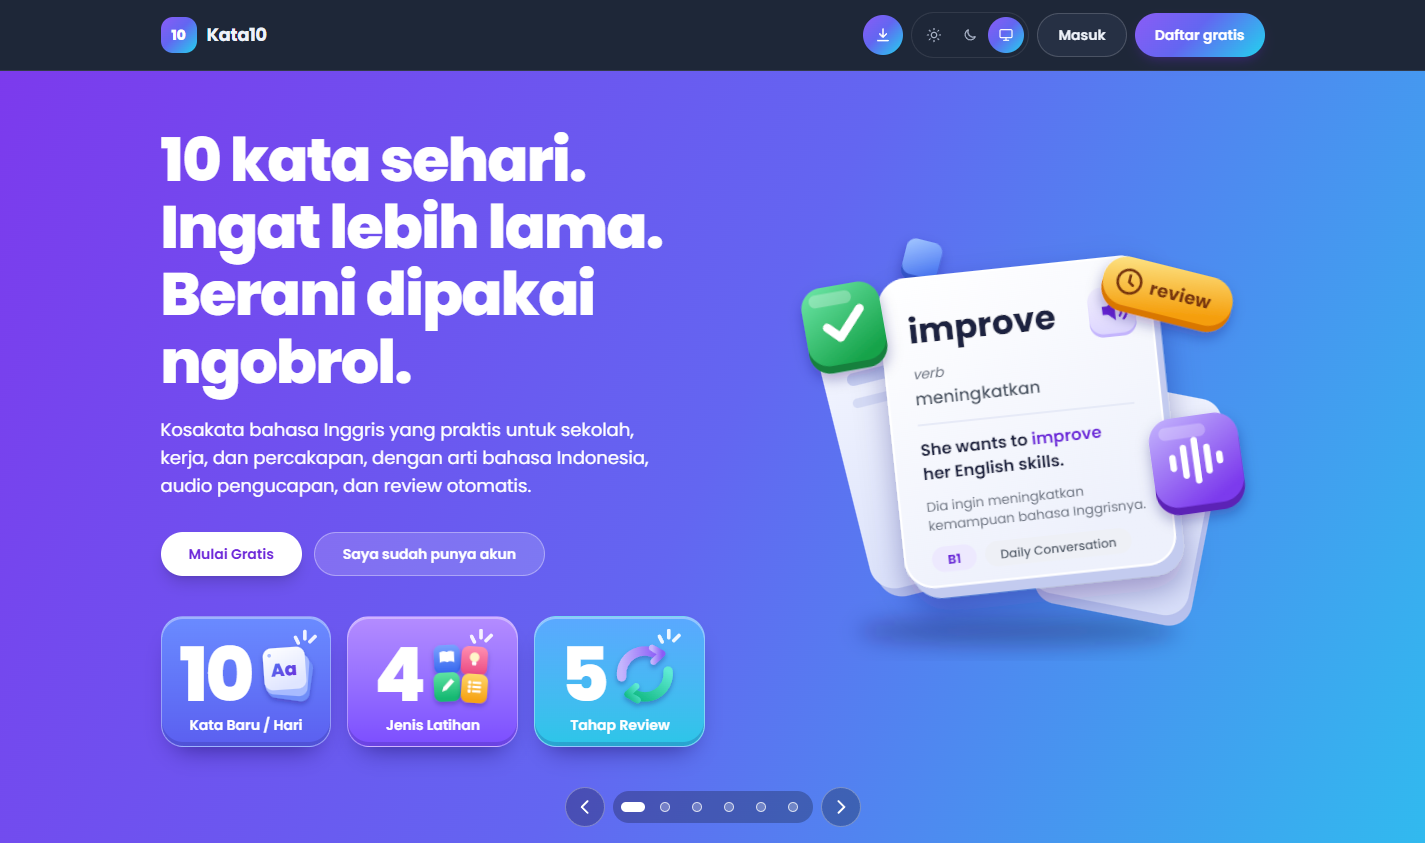 10 Kata10
Masuk
Daftar gratis
10 kata sehari.
Ingat lebih lama.
Berani dipakai
ngobrol.
Kosakata bahasa Inggris yang praktis untuk sekolah,
kerja, dan percakapan, dengan arti bahasa Indonesia,
audio pengucapan, dan review otomatis.
Mulai Gratis
Saya sudah punya akun
10 Aa
Kata Baru / Hari
4
Jenis Latihan
5
Tahap Review
review
improve
verb
meningkatkan
She wants to improve
her English skills.
Dia ingin meningkatkan
kemampuan bahasa Inggrisnya.
B1
Daily Conversation